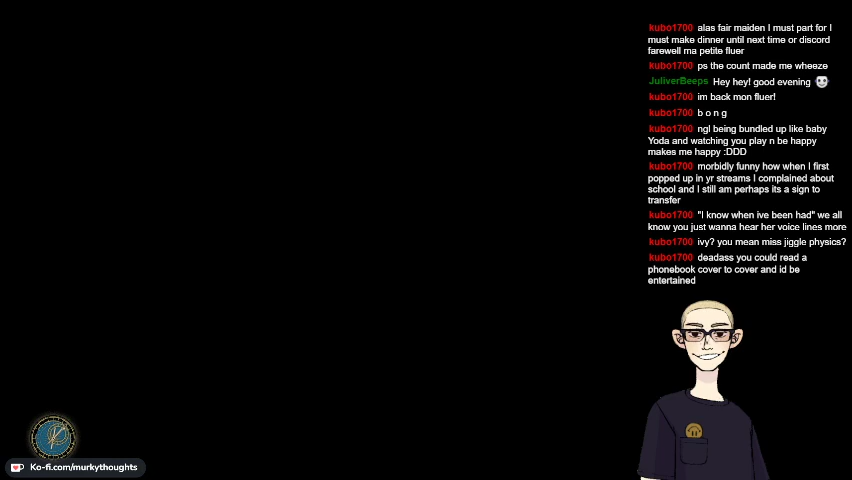 kubo1700 alas fair maiden I must part for I
must make dinner until next time or discord
farewell ma petite fluer
kubo1700 ps the count made me wheeze
JuliverBeeps Hey hey! good evening
kubo1700 im back mon fluer!
kubo1700 b o n g
kubo1700 ngl being bundled up like baby
Yoda and watching you play n be happy
makes me happy :DDD
kubo1700 morbidly funny how when I first
popped up in yr streams I complained about
school and I still am perhaps its a sign to
transfer
kubo1700 "I know when ive been had" we all
know you just wanna hear her voice lines more
kubo1700 ivy? you mean miss jiggle physics?
kubo1700 deadass you could read a
phonebook cover to cover and id be
entertained
Ko-fi.com/murkythoughts